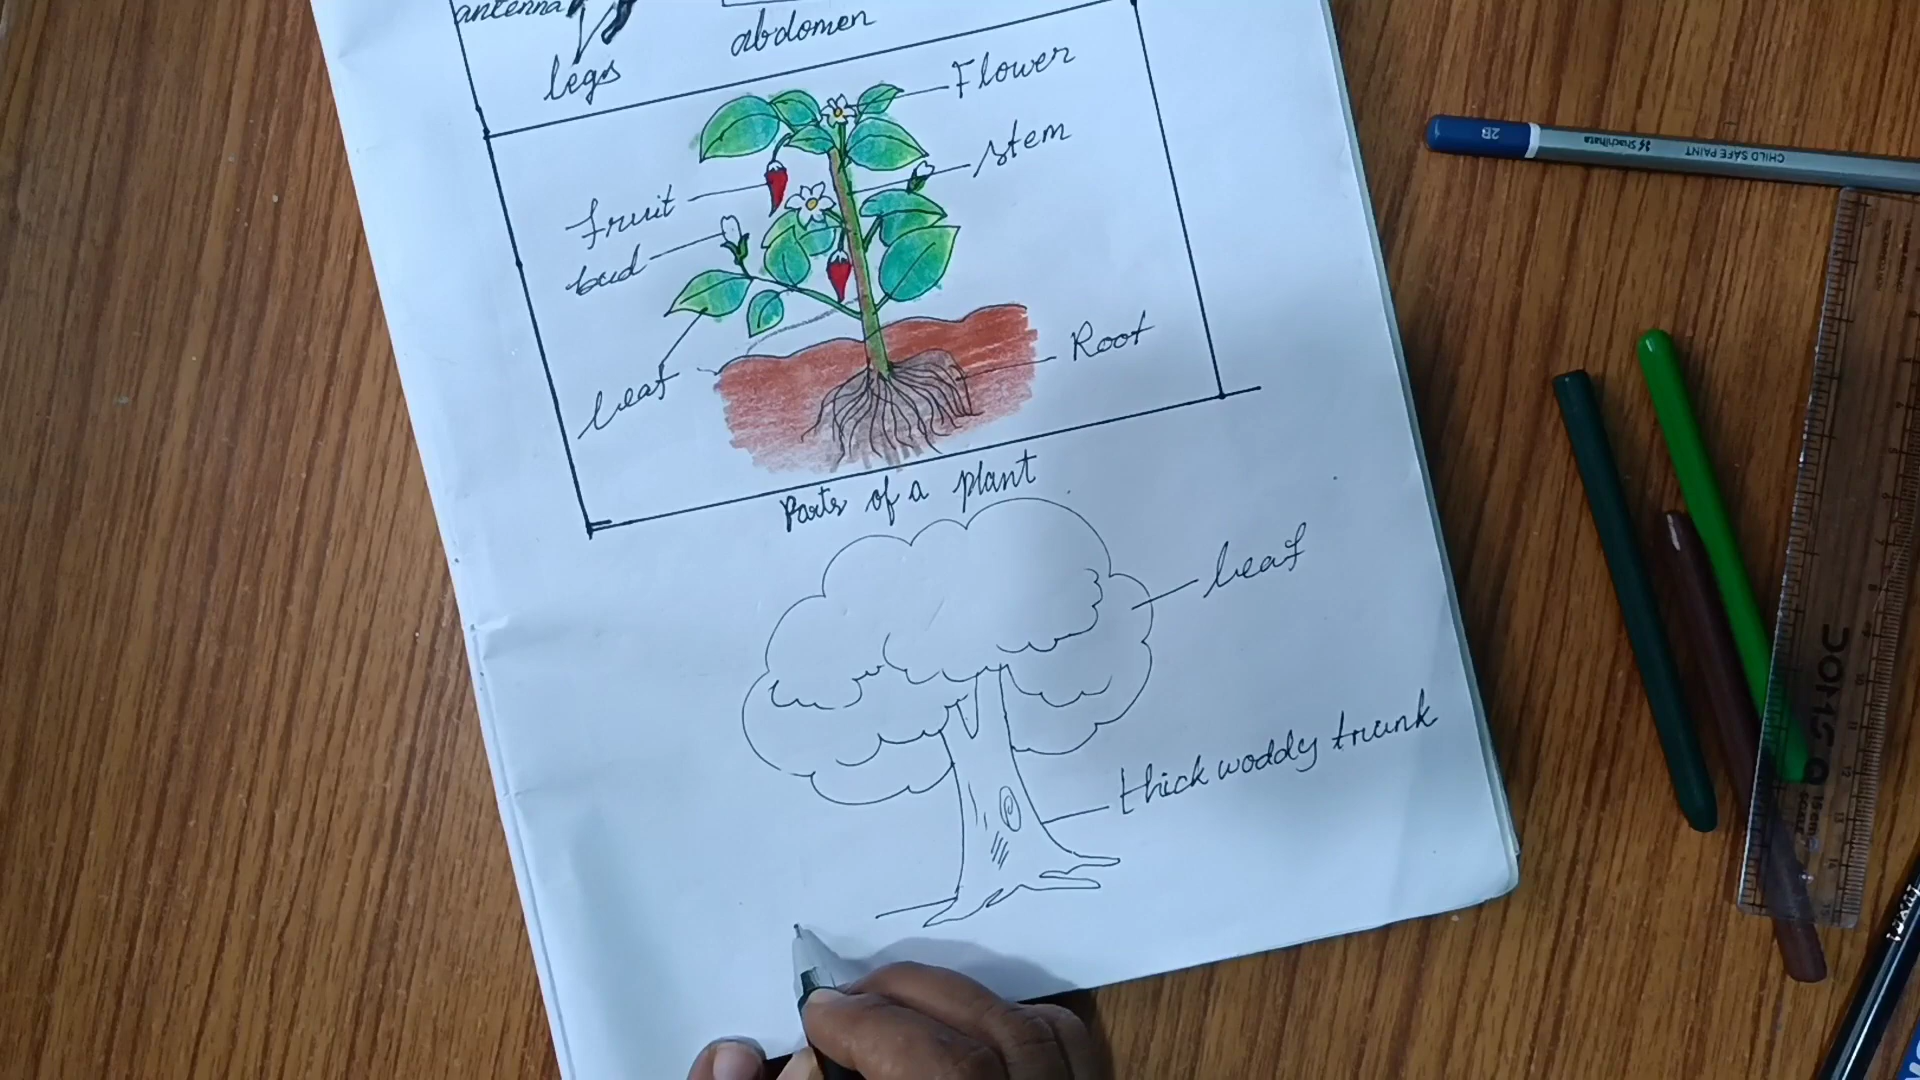 antenna
legs
abdomen
Flower
stem
fruit
bud
leaf
Root
Parts of a plant
leaf
thick woddy trunk
2B
Shachihata
CHILD SAFE PAINT